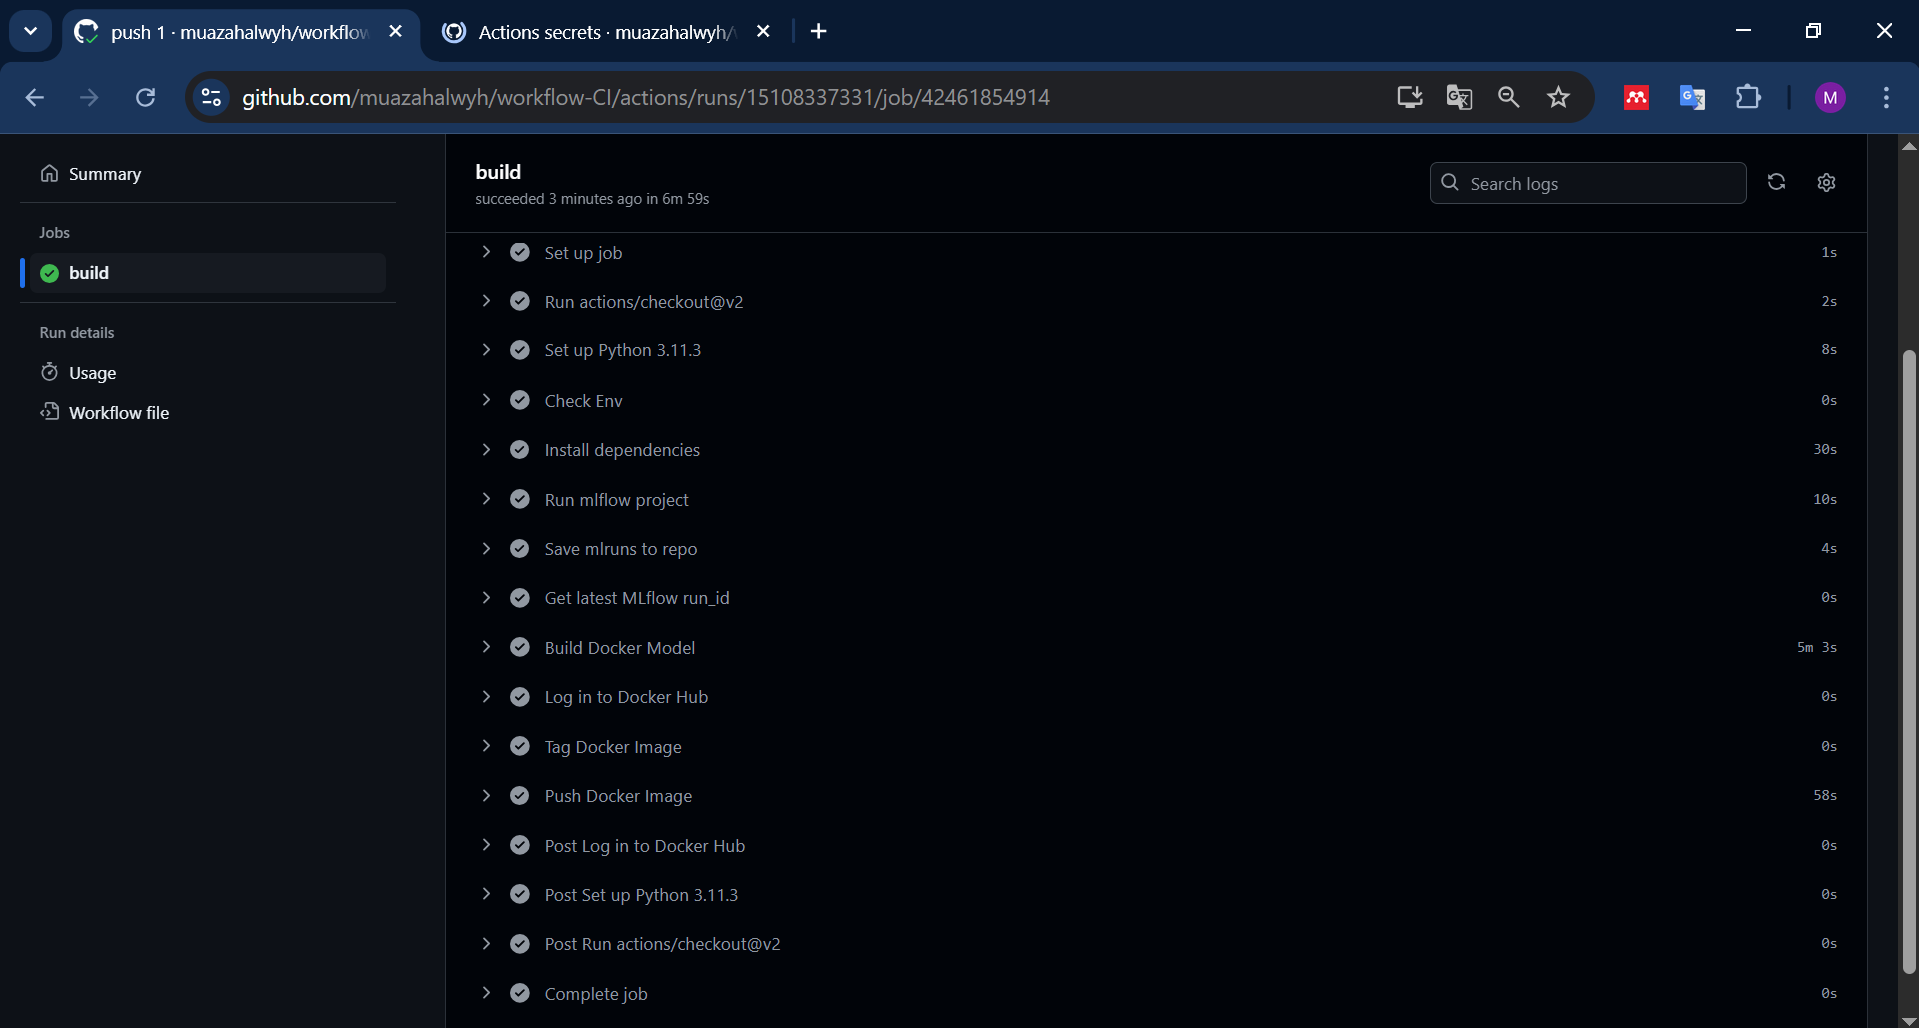 push 1 · muazahalwyh/workflow
Actions secrets · muazahalwyh/
github.com/muazahalwyh/workflow-CI/actions/runs/15108337331/job/42461854914
M
Summary
Jobs
build
Run details
Usage
Workflow file
build
succeeded 3 minutes ago in 6m 59s
Search logs
Set up job 1s
Run actions/checkout@v2 2s
Set up Python 3.11.3 8s
Check Env 0s
Install dependencies 30s
Run mlflow project 10s
Save mlruns to repo 4s
Get latest MLflow run_id 0s
Build Docker Model 5m 3s
Log in to Docker Hub 0s
Tag Docker Image 0s
Push Docker Image 58s
Post Log in to Docker Hub 0s
Post Set up Python 3.11.3 0s
Post Run actions/checkout@v2 0s
Complete job 0s